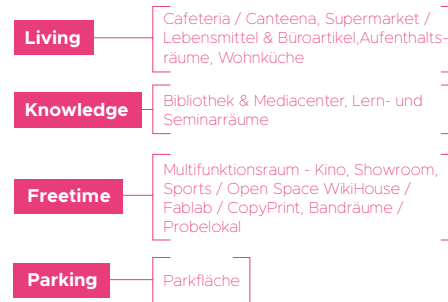 Living
Cafeteria / Canteena, Supermarket /
Lebensmittel & Büroartikel,Aufenthalts-
räume, Wohnküche
Knowledge
Bibliothek & Mediacenter, Lern- und
Seminarräume
Freetime
Multifunktionsraum - Kino, Showroom,
Sports / Open Space WikiHouse /
Fablab / CopyPrint, Bandräume /
Probelokal
Parking
Parkfläche